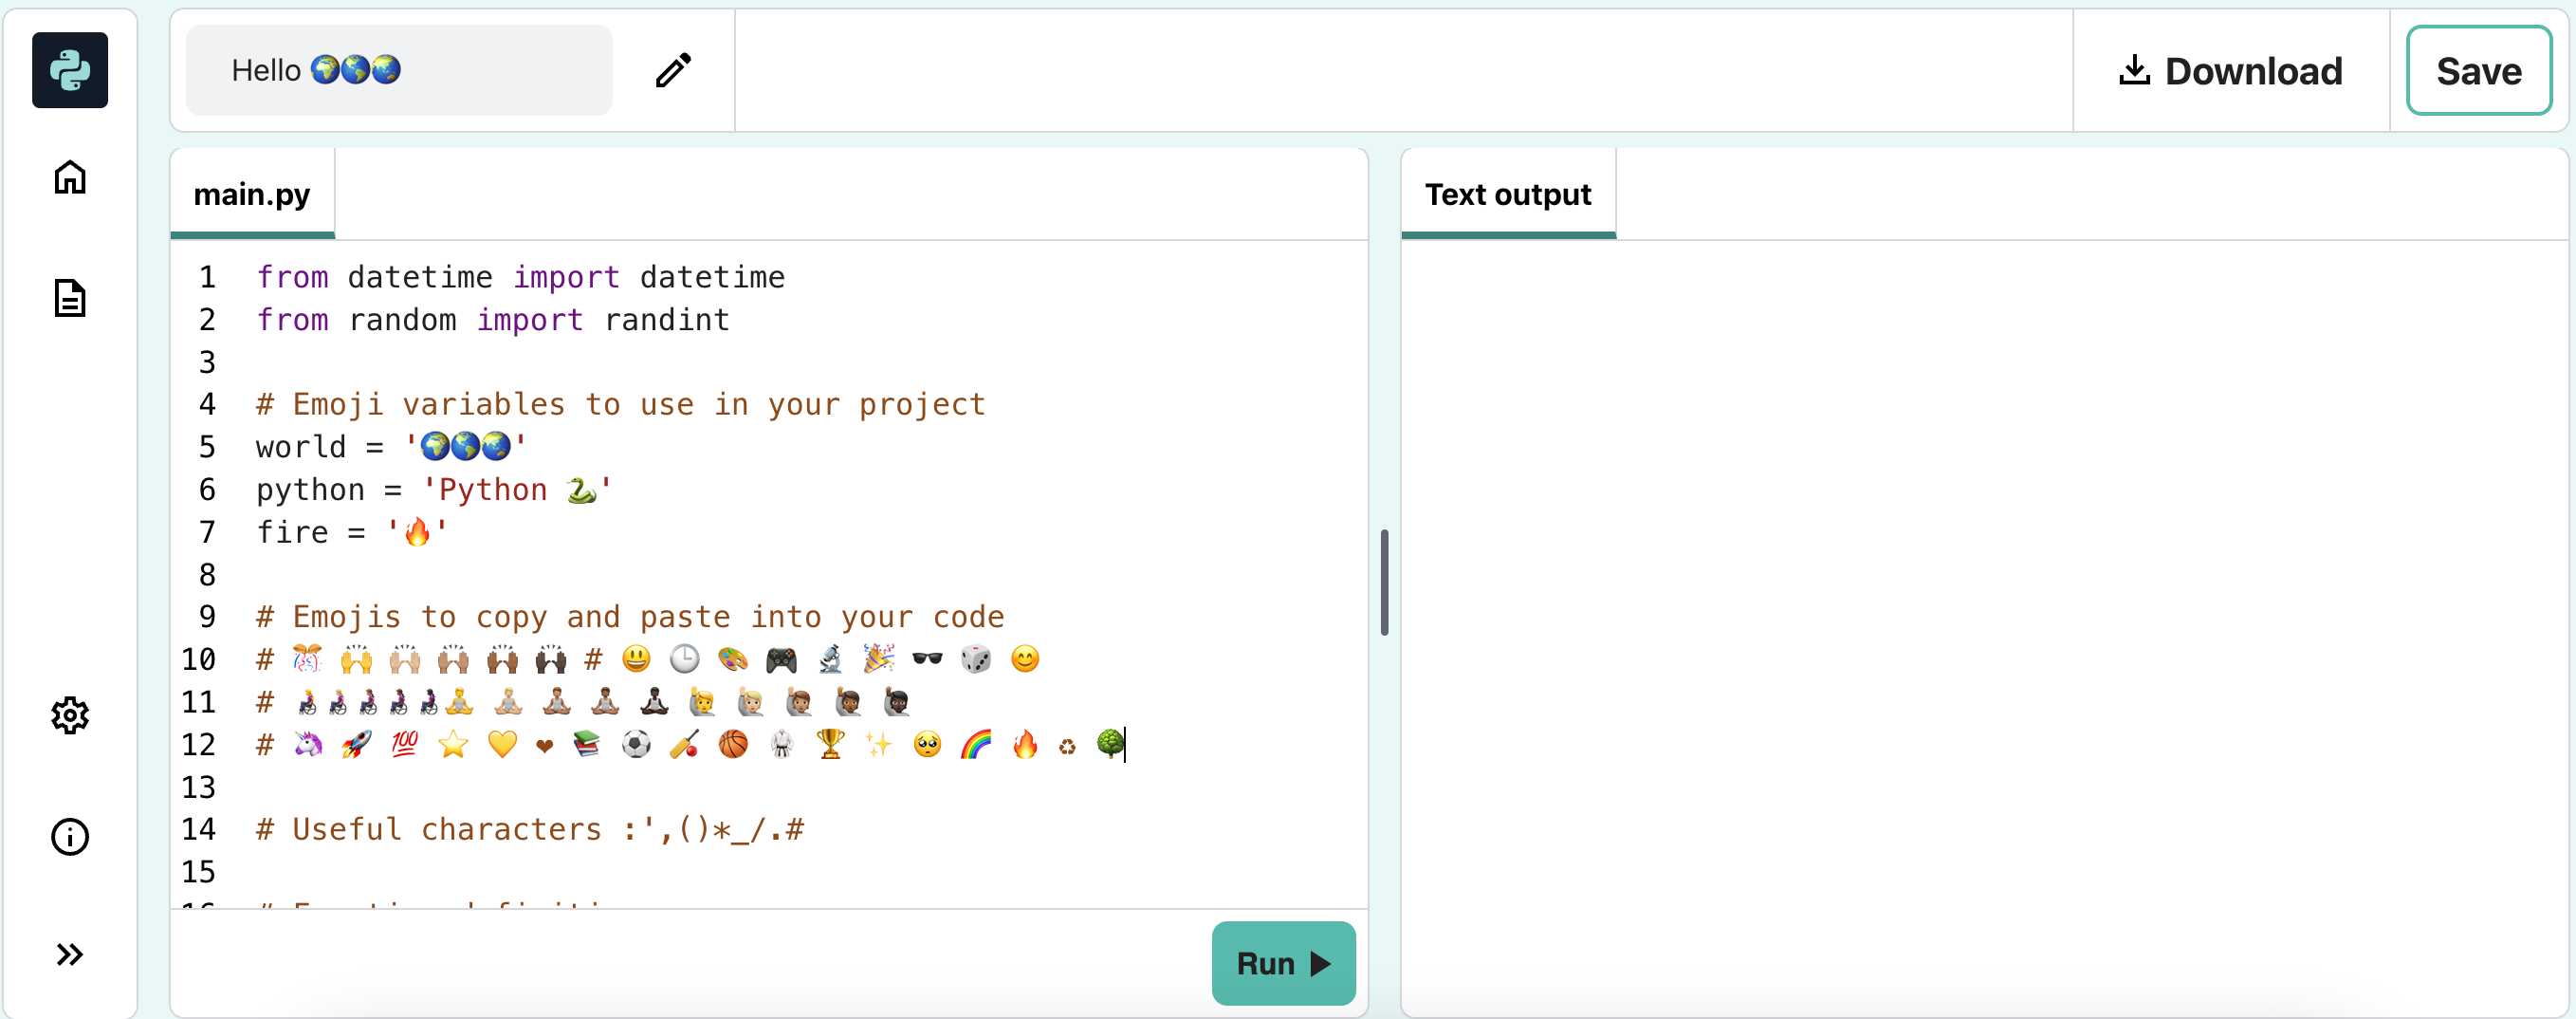 Hello 🌍🌎🌏
Download
Save
main.py
Text output
1 from datetime import datetime
2 from random import randint
3
4 # Emoji variables to use in your project
5 world = '🌍🌎🌏'
6 python = 'Python 🐍'
7 fire = '🔥'
8
9 # Emojis to copy and paste into your code
10 # 🎊 🙌 🙌🏼 🙌🏽 🙌🏾 🙌🏿 # 😃 🕒 🎨 🎮 🔬 🎉 🕶️ 🎲 😊
11 # 👩‍🦽👩🏼‍🦽👩🏽‍🦽👩🏾‍🦽👩🏿‍🦽🧘 🧘🏼 🧘🏽 🧘🏾 🧘🏿 🙋 🙋🏼 🙋🏽 🙋🏾 🙋🏿
12 # 🦄 🚀 💯 ⭐ 💛 ❤ 📚 ⚽ 🏏 🏀 🥋 🏆 ✨ 🥺 🌈 🔥 ♻ 🌳
13
14 # Useful characters :',()*_/.#
15
Run